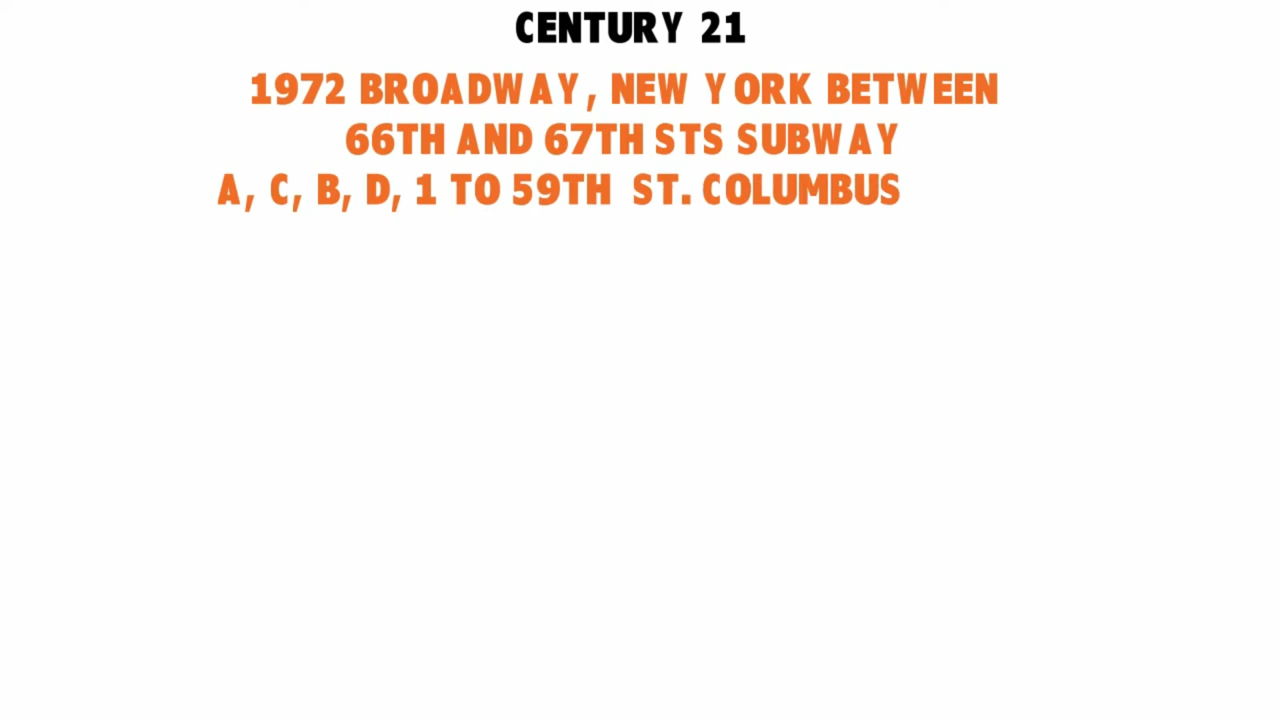 CENTURY 21
1972 BROADWAY, NEW YORK BETWEEN
66TH AND 67TH STS SUBWAY
A, C, B, D, 1 TO 59TH ST. COLUMBUS